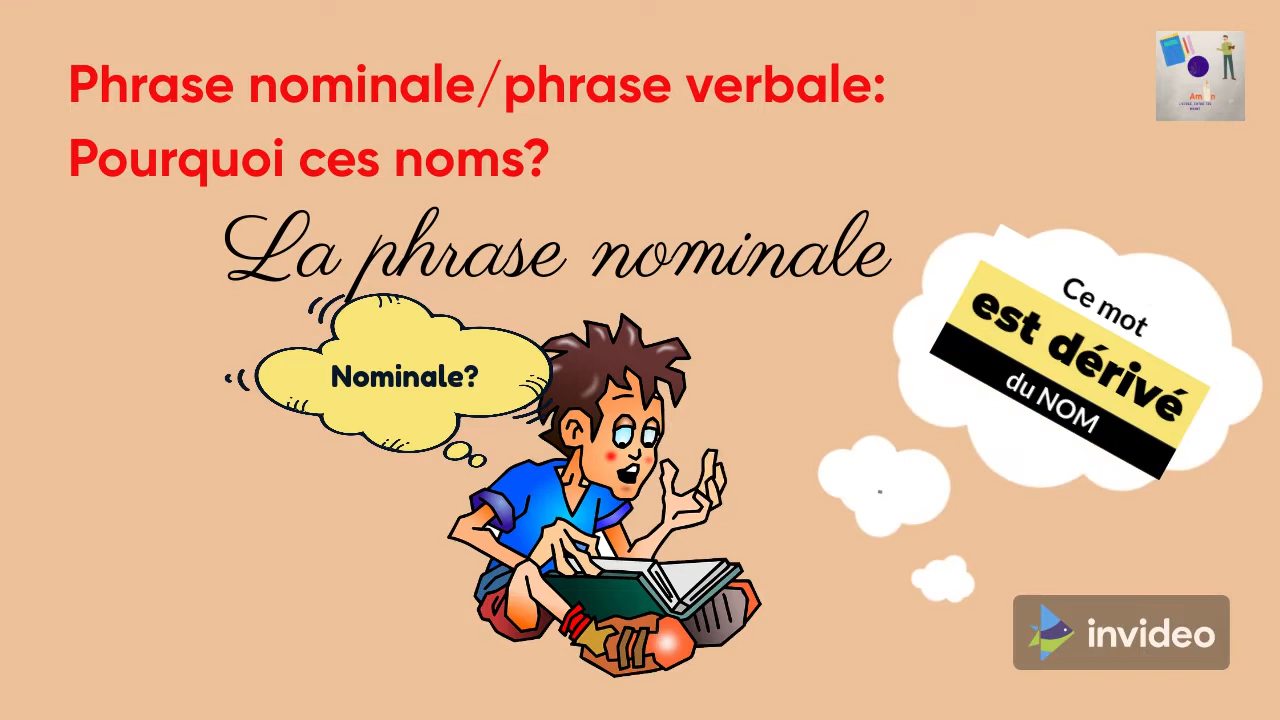 Phrase nominale/phrase verbale:
Pourquoi ces noms?
La phrase nominale
Nominale?
Ce mot
est dérivé
du NOM
invideo